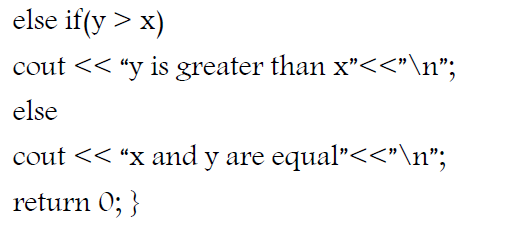 else if(y > x)
cout << “y is greater than x”<<”\n”;
else
cout << “x and y are equal”<<”\n”;
return 0; }